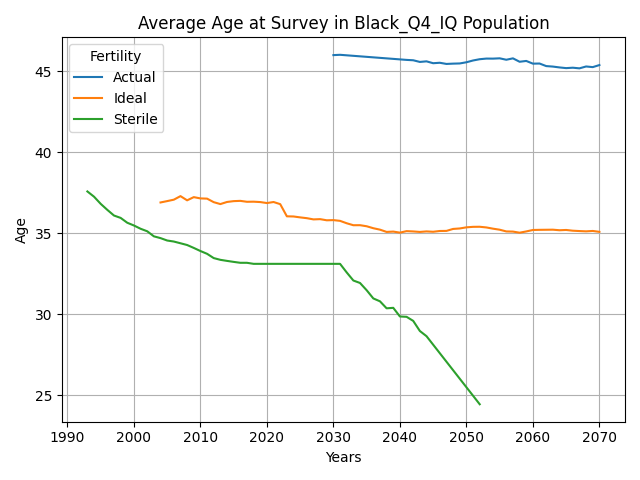 Average Age at Survey in Black_Q4_IQ Population
Fertility
Actual
Ideal
Sterile
Age
45
40
35
30
25
1990 2000 2010 2020 2030 2040 2050 2060 2070
Years